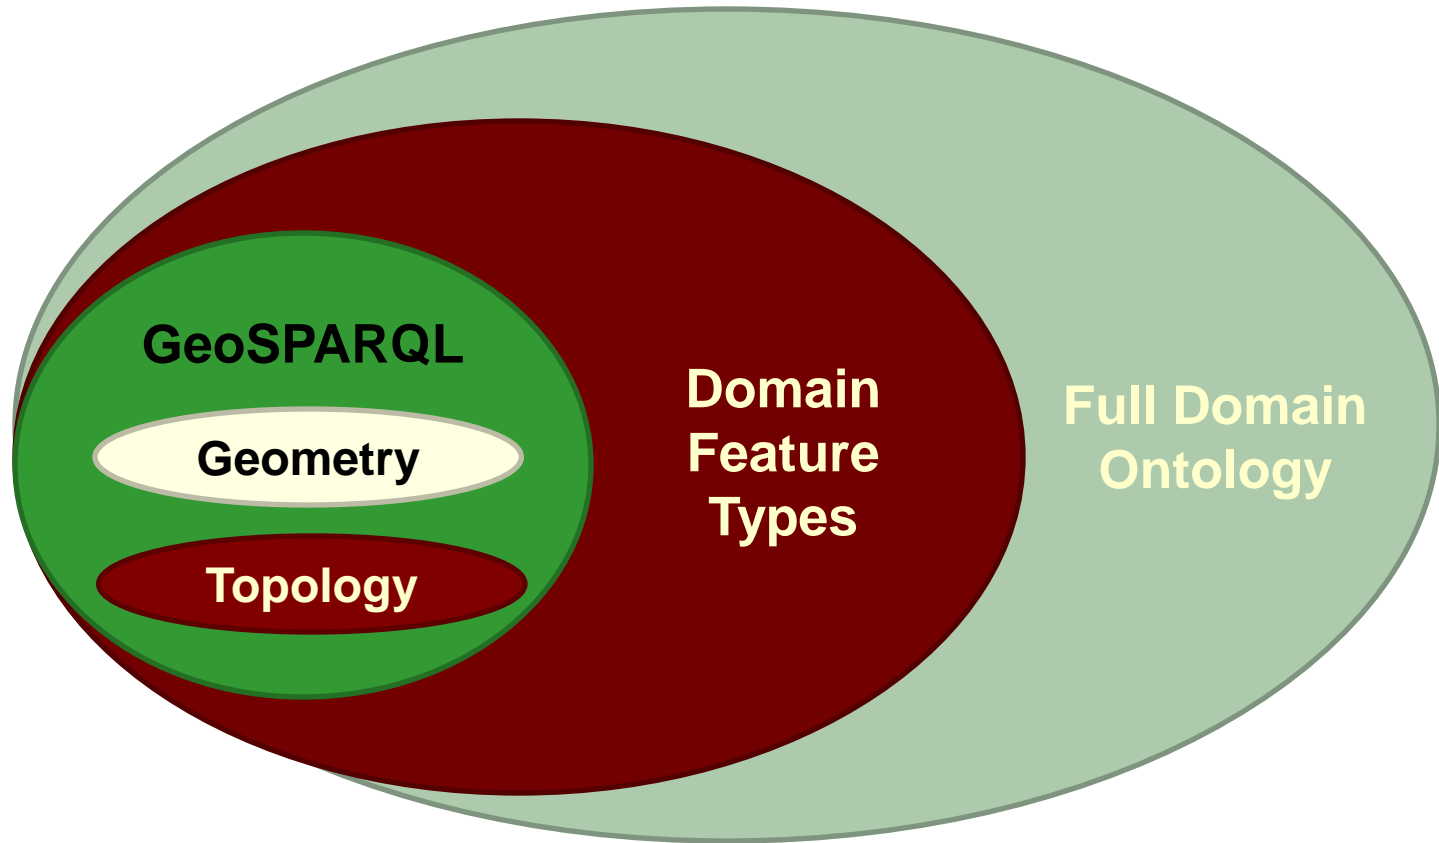 GeoSPARQL
Geometry
Topology
Domain
Feature
Types
Full Domain
Ontology